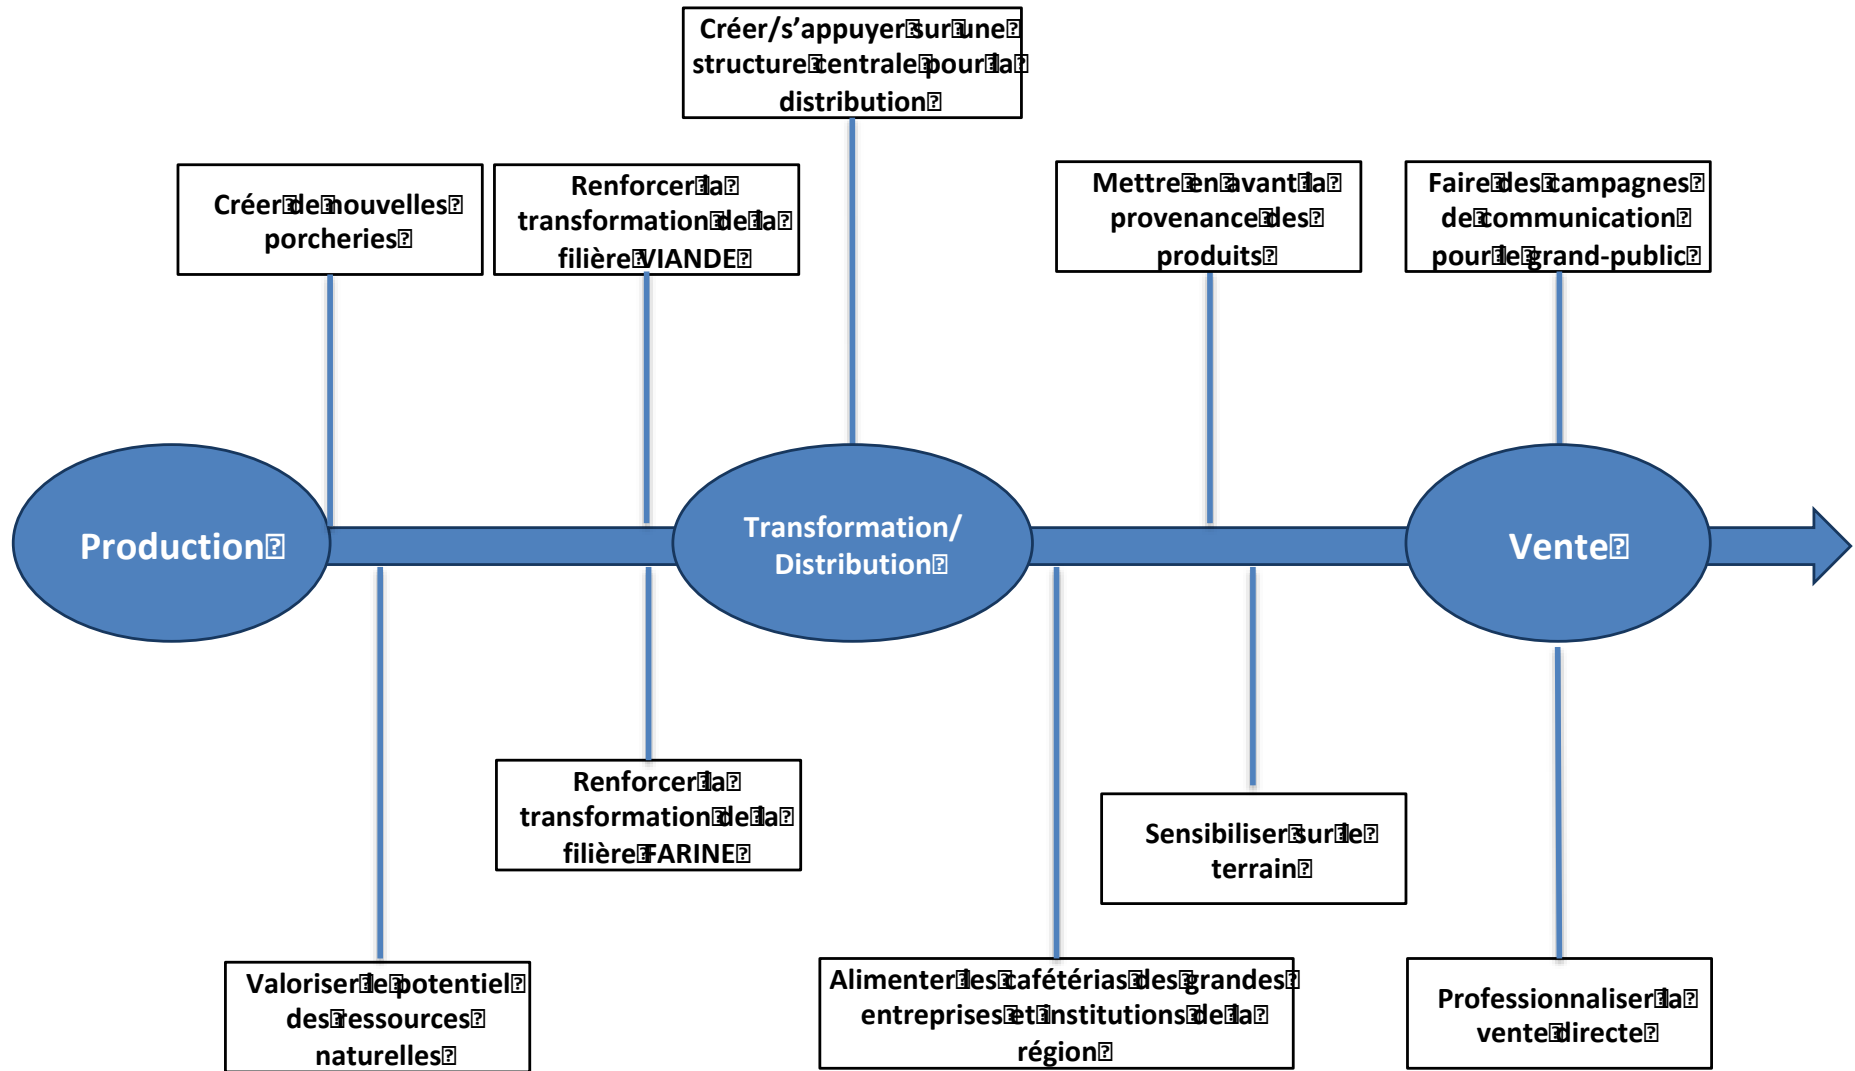 Créer/s'appuyer sur une
structure centrale pour la
distribution
Créer de nouvelles
porcheries
Renforcer la
transformation de la
filière VIANDE
Mettre en avant la
provenance des
produits
Faire des campagnes
de communication
pour le grand-public
Production
Transformation/
Distribution
Vente
Renforcer la
transformation de la
filière FARINE
Sensibiliser sur le
terrain
Valoriser le potentiel
des ressources
naturelles
Alimenter les cafétérias des grandes
entreprises et institutions de la
région
Professionnaliser la
vente directe